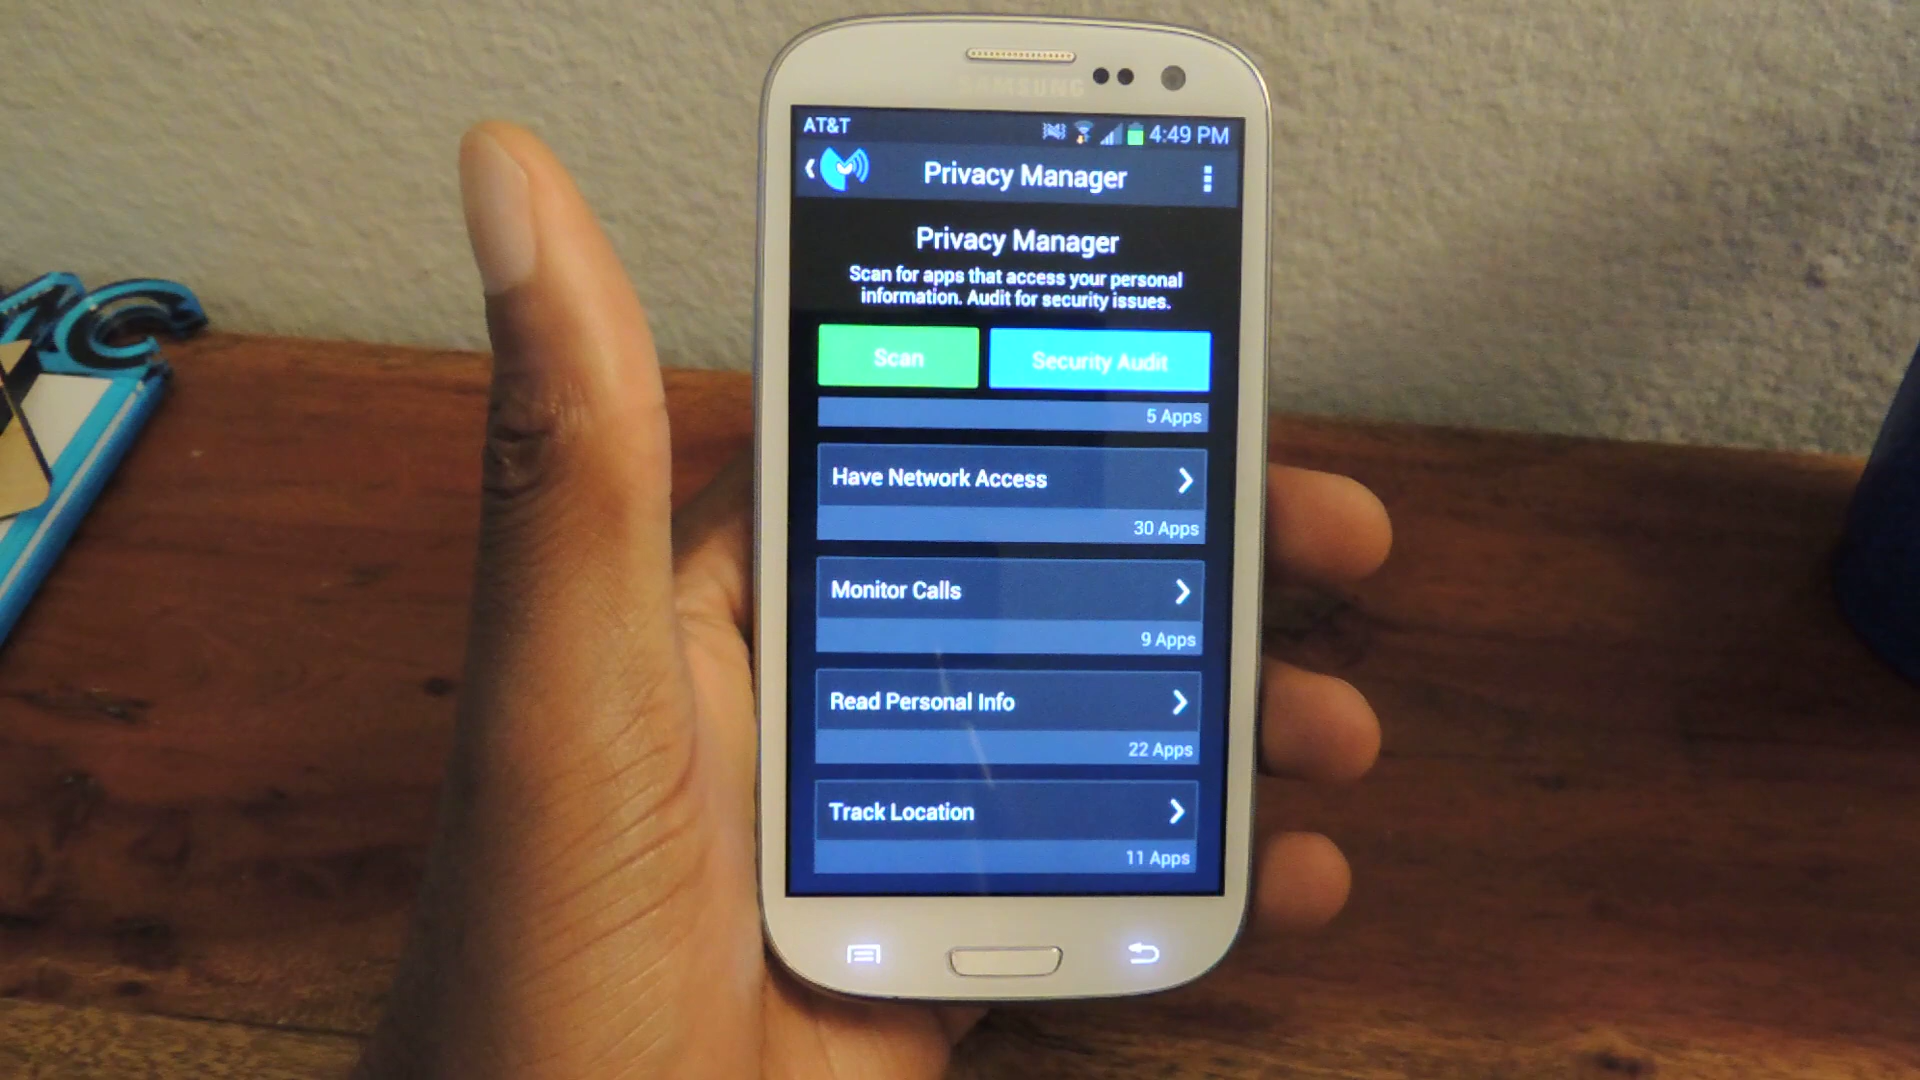 SAMSUNG
AT&T 4:49 PM
Privacy Manager
Privacy Manager
Scan for apps that access your personal
information. Audit for security issues.
Scan Security Audit
5 Apps
Have Network Access
30 Apps
Monitor Calls
9 Apps
Read Personal Info
22 Apps
Track Location
11 Apps